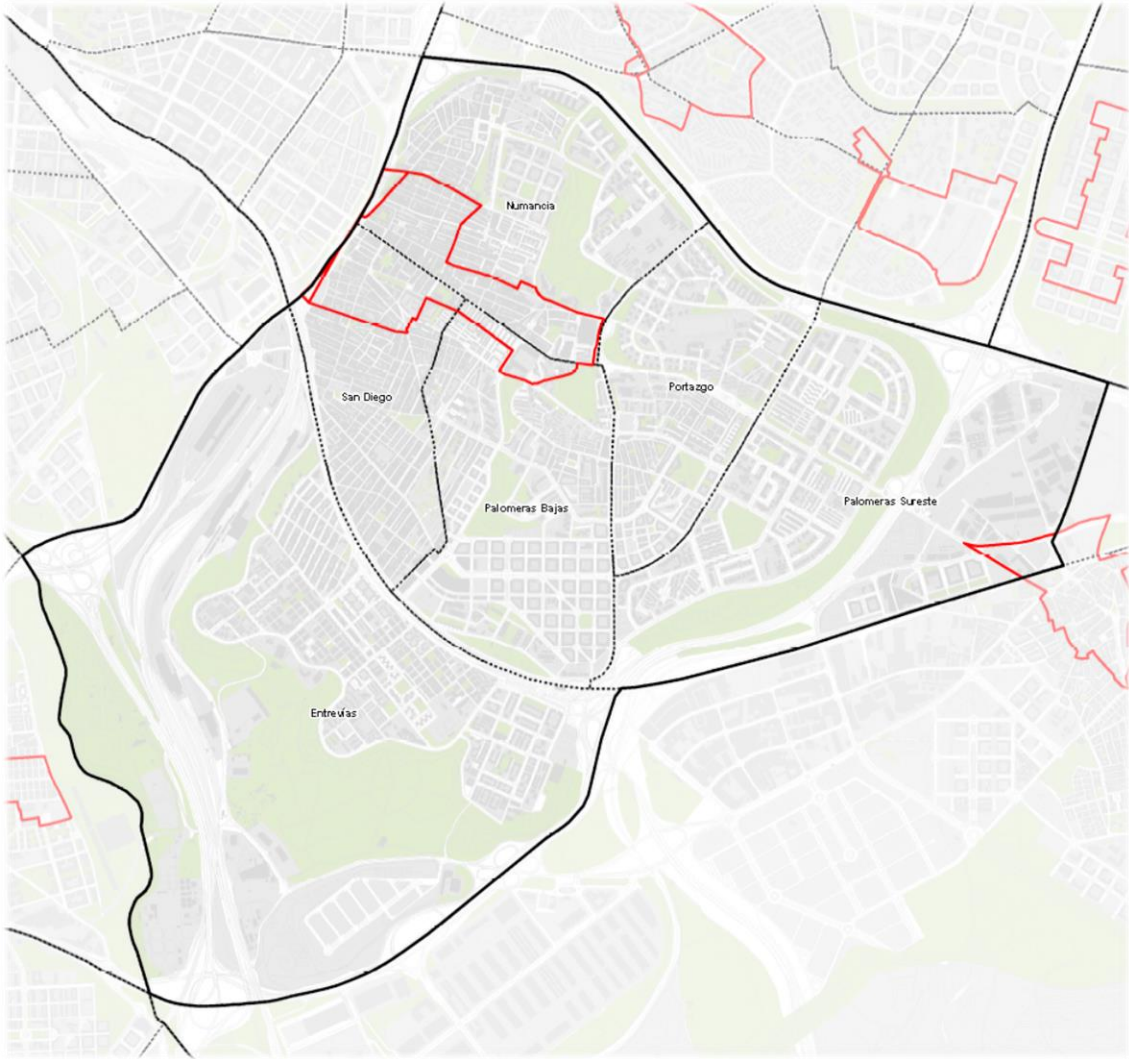 Numancia
Portazgo
San Diego
Palomeras Sureste
Palomeras Bajas
Entrevías